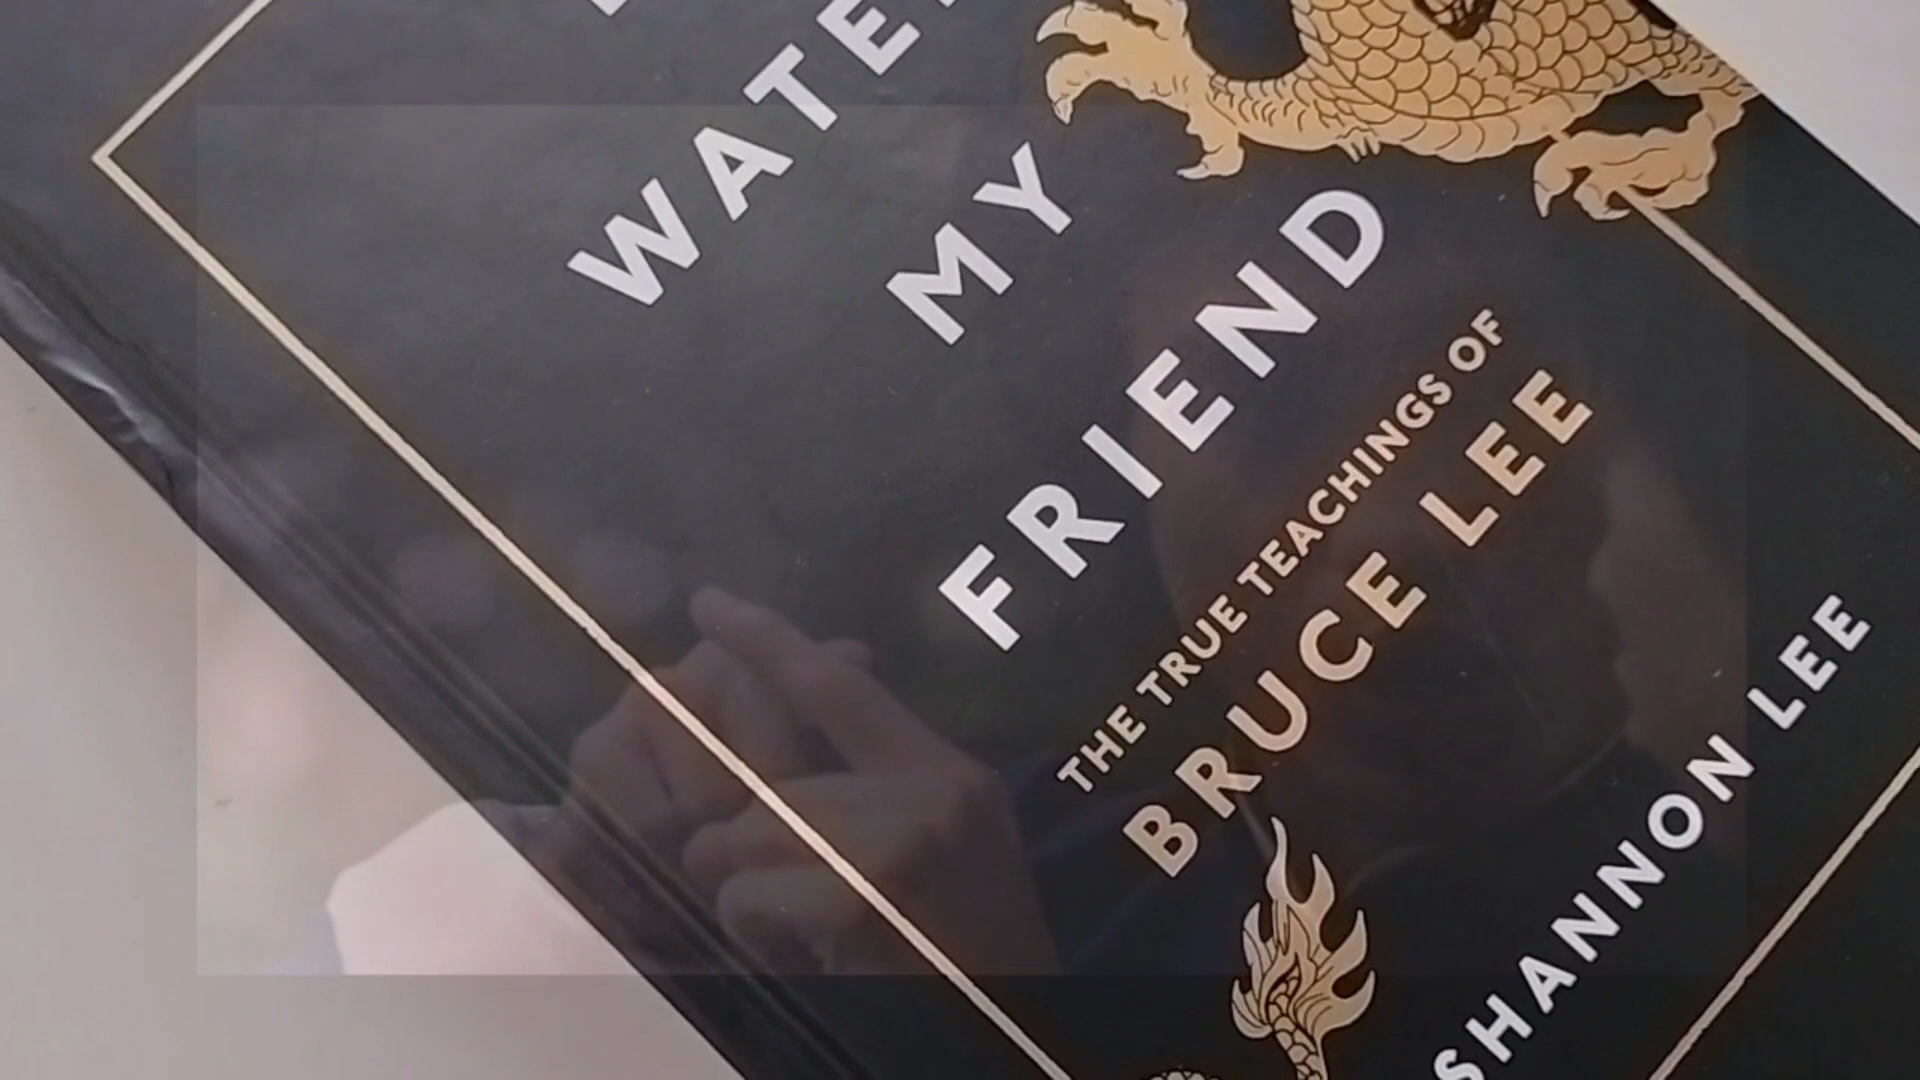 WATE
MY
FRIEND
THE TRUE TEACHINGS OF
BRUCE LEE
SHANNON LEE